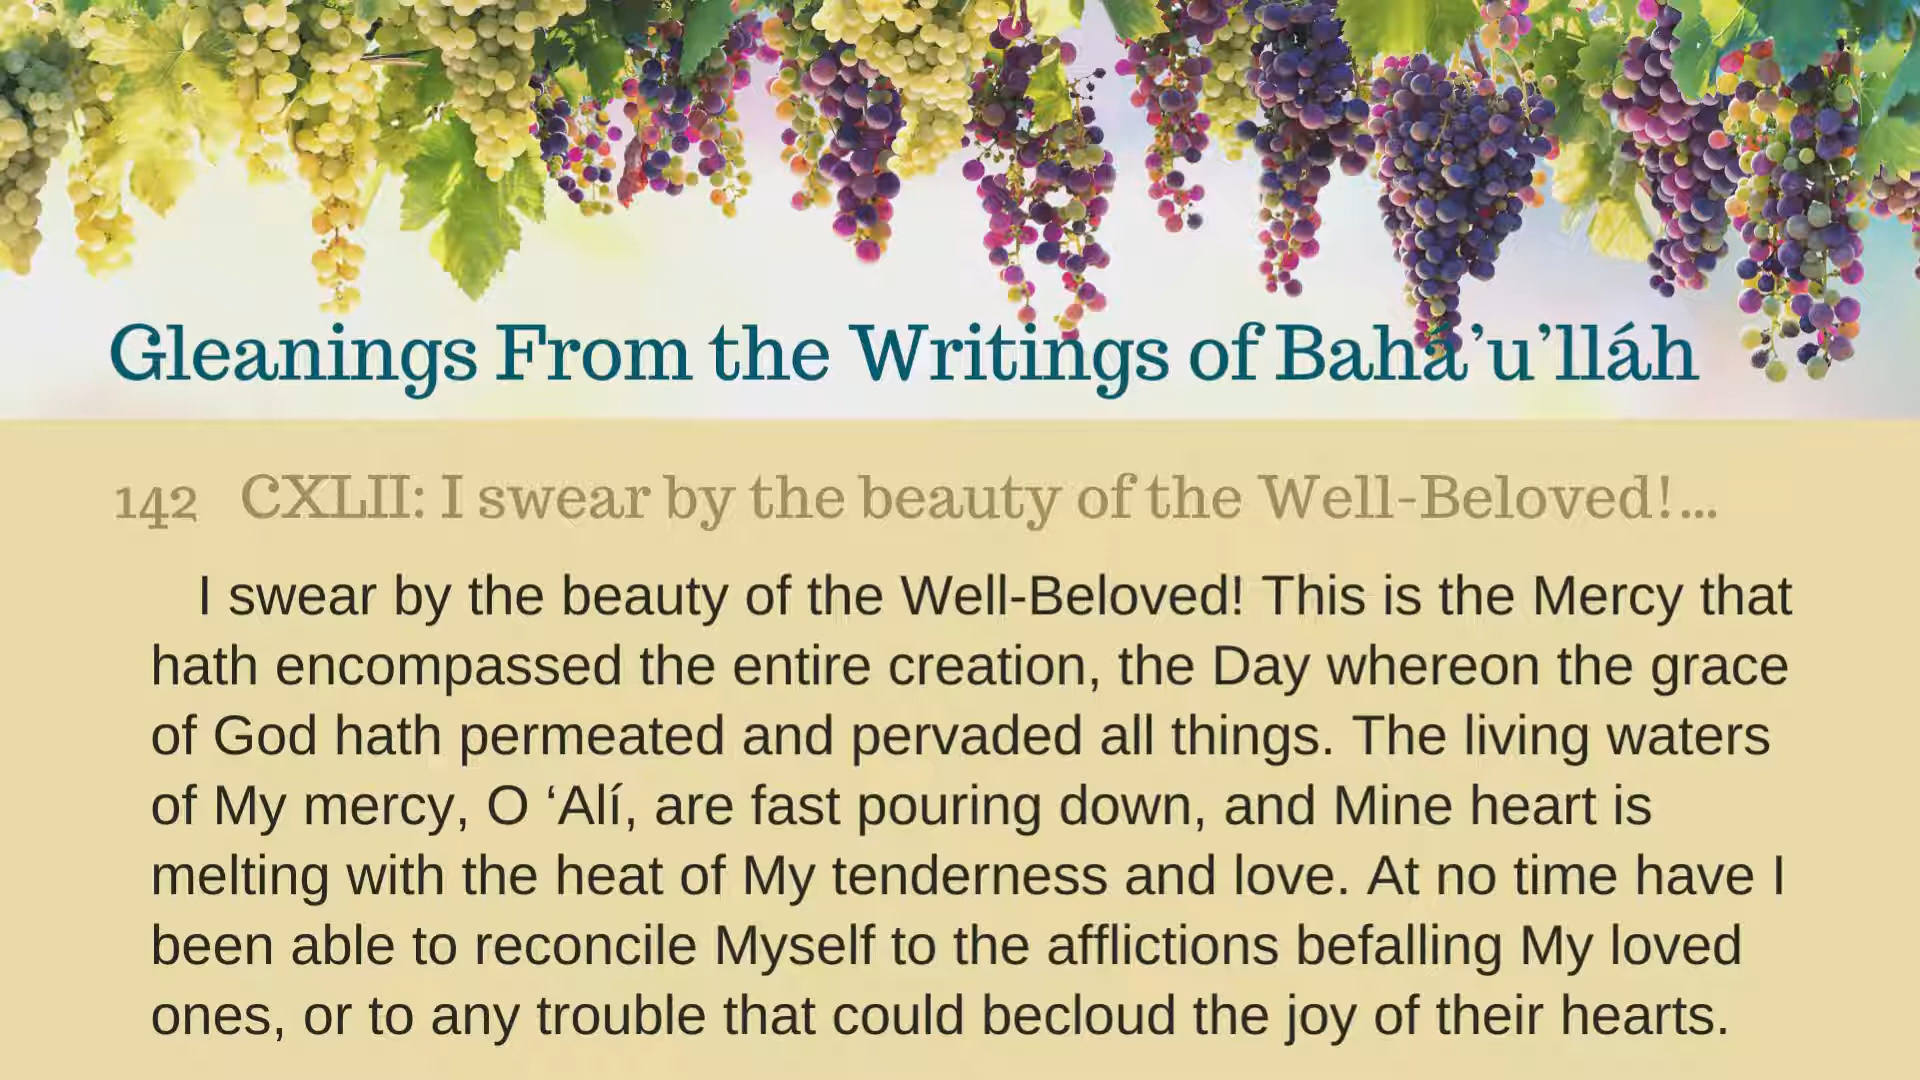 Gleanings From the Writings of Bahá’u’lláh
142 CXLII: I swear by the beauty of the Well-Beloved!...
I swear by the beauty of the Well-Beloved! This is the Mercy that
hath encompassed the entire creation, the Day whereon the grace
of God hath permeated and pervaded all things. The living waters
of My mercy, O ‘Alí, are fast pouring down, and Mine heart is
melting with the heat of My tenderness and love. At no time have I
been able to reconcile Myself to the afflictions befalling My loved
ones, or to any trouble that could becloud the joy of their hearts.